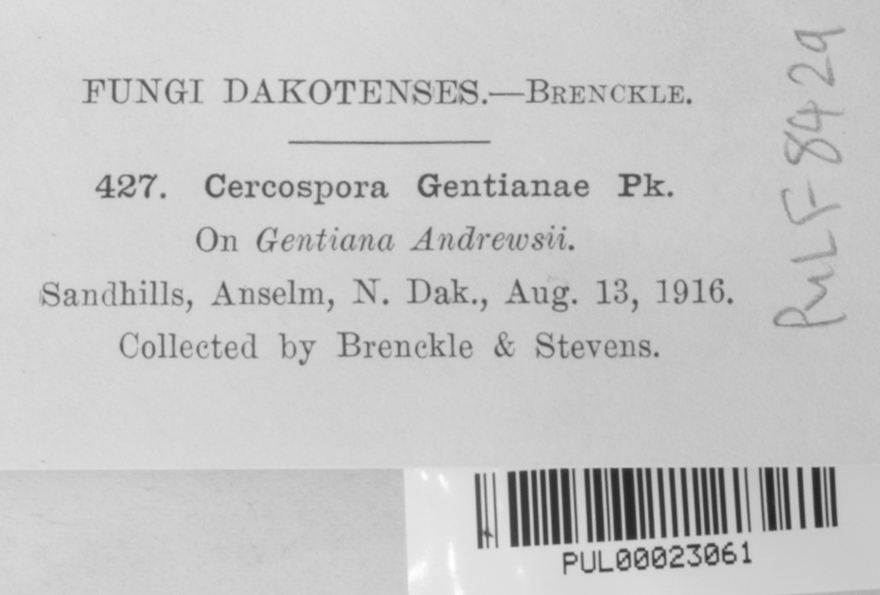 FUNGI DAKOTENSES.—BRENCKLE.
427. Cercospora Gentianae Pk.
On Gentiana Andrewsii.
Sandhills, Anselm, N. Dak., Aug. 13, 1916.
Collected by Brenckle & Stevens.
PULF 8429
PUL00023061